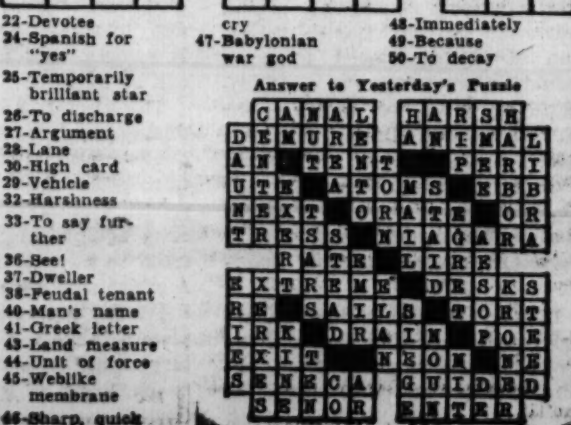 22-Devotee
24-Spanish for
"yes"
25-Temporarily
brilliant star
26-To discharge
27-Argument
28-Lane
30-High card
29-Vehicle
32-Harshness
33-To say fur-
ther
36-See!
37-Dweller
38-Feudal tenant
40-Man's name
41-Greek letter
43-Land measure
44-Unit of force
45-Weblike
membrane
46-Sharp, quick
cry
47-Babylonian
war god
48-Immediately
49-Because
50-To decay
Answer to Yesterday's Puzzle
CANAL HARSH
DEMURE ANIMAL
AN TENT PERI
UTE ATOMS EBB
NEXT ORATE OR
TRESS NIAGARA
RATE LIRE
EXTREME DESKS
RE SAILS TORT
IRK DRAIN POE
EXIT NEON NE
SENECA GUIDED
SENOR ENTER